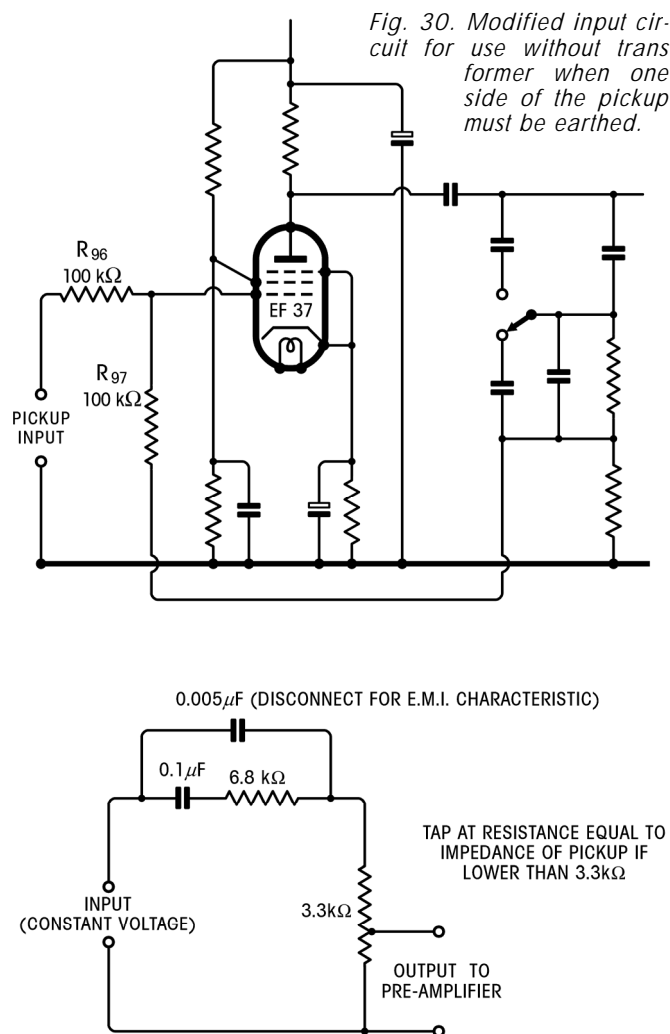 Fig. 30. Modified input cir-
cuit for use without trans
former when one
side of the pickup
must be earthed.
R96
100 kΩ
EF 37
R97
100 kΩ
PICKUP
INPUT
0.005μF (DISCONNECT FOR E.M.I. CHARACTERISTIC)
0.1μF
6.8 kΩ
TAP AT RESISTANCE EQUAL TO
IMPEDANCE OF PICKUP IF
LOWER THAN 3.3kΩ
INPUT
(CONSTANT VOLTAGE)
3.3kΩ
OUTPUT TO
PRE-AMPLIFIER